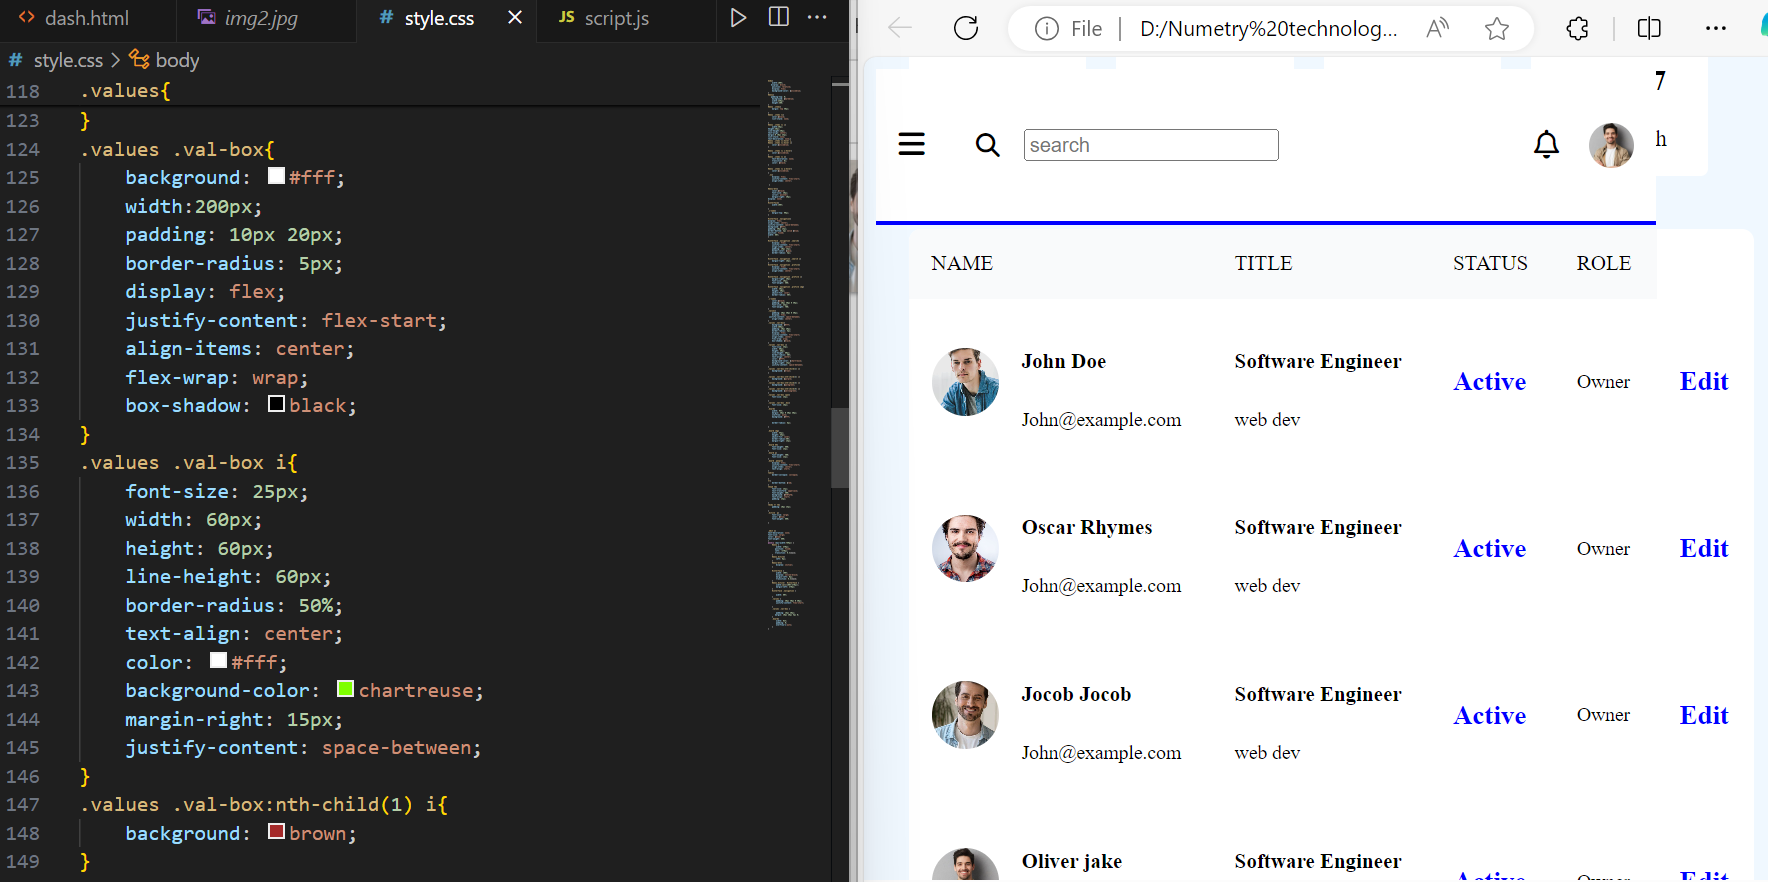 dash.html
img2.jpg
# style.css
JS script.js
# style.css > body
118 .values{
123 }
124 .values .val-box{
125 background: #fff;
126 width:200px;
127 padding: 10px 20px;
128 border-radius: 5px;
129 display: flex;
130 justify-content: flex-start;
131 align-items: center;
132 flex-wrap: wrap;
133 box-shadow: black;
134 }
135 .values .val-box i{
136 font-size: 25px;
137 width: 60px;
138 height: 60px;
139 line-height: 60px;
140 border-radius: 50%;
141 text-align: center;
142 color: #fff;
143 background-color: chartreuse;
144 margin-right: 15px;
145 justify-content: space-between;
146 }
147 .values .val-box:nth-child(1) i{
148 background: brown;
149 }
File
D:/Numetry%20technolog...
7
search
h
NAME TITLE STATUS ROLE
John Doe Software Engineer
Active Owner Edit
John@example.com web dev
Oscar Rhymes Software Engineer
Active Owner Edit
John@example.com web dev
Jocob Jocob Software Engineer
Active Owner Edit
John@example.com web dev
Oliver jake Software Engineer
Active Owner Edit